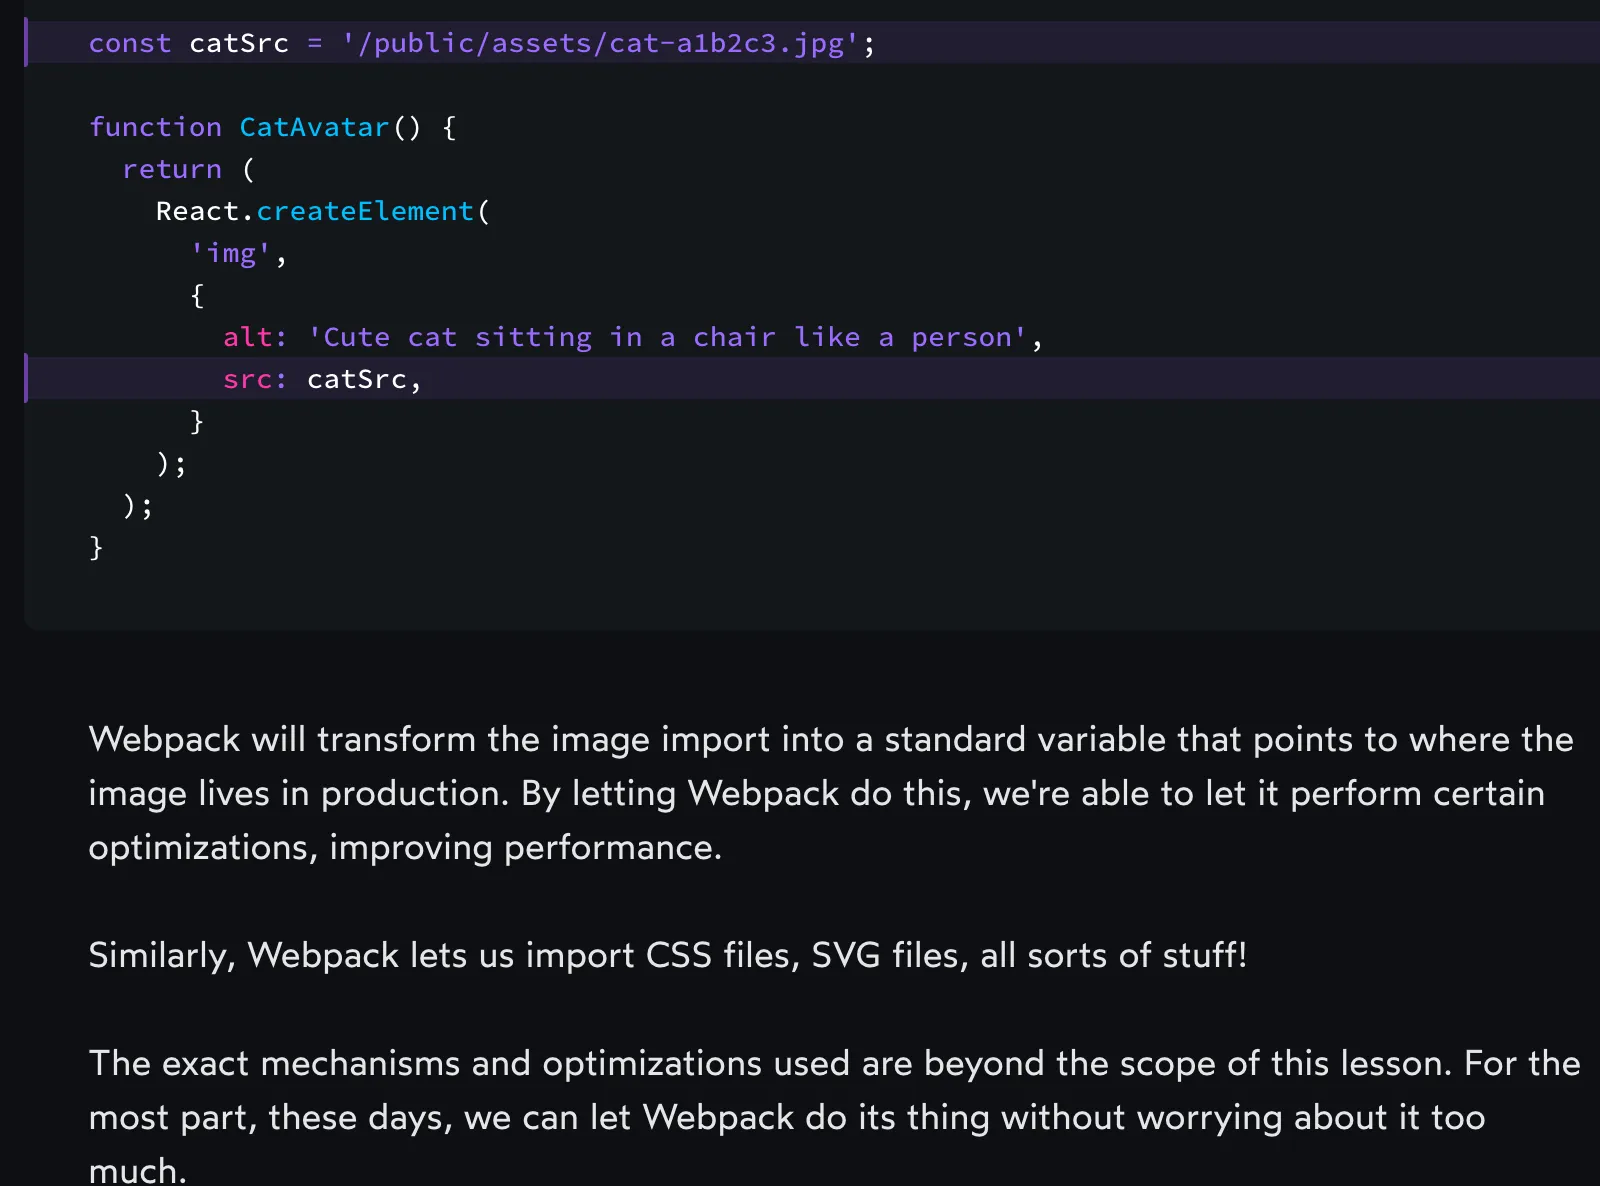 const catSrc = '/public/assets/cat-a1b2c3.jpg';
function CatAvatar() {
return (
React.createElement(
'img',
{
alt: 'Cute cat sitting in a chair like a person',
src: catSrc,
}
);
);
}
Webpack will transform the image import into a standard variable that points to where the
image lives in production. By letting Webpack do this, we're able to let it perform certain
optimizations, improving performance.
Similarly, Webpack lets us import CSS files, SVG files, all sorts of stuff!
The exact mechanisms and optimizations used are beyond the scope of this lesson. For the
most part, these days, we can let Webpack do its thing without worrying about it too
much.